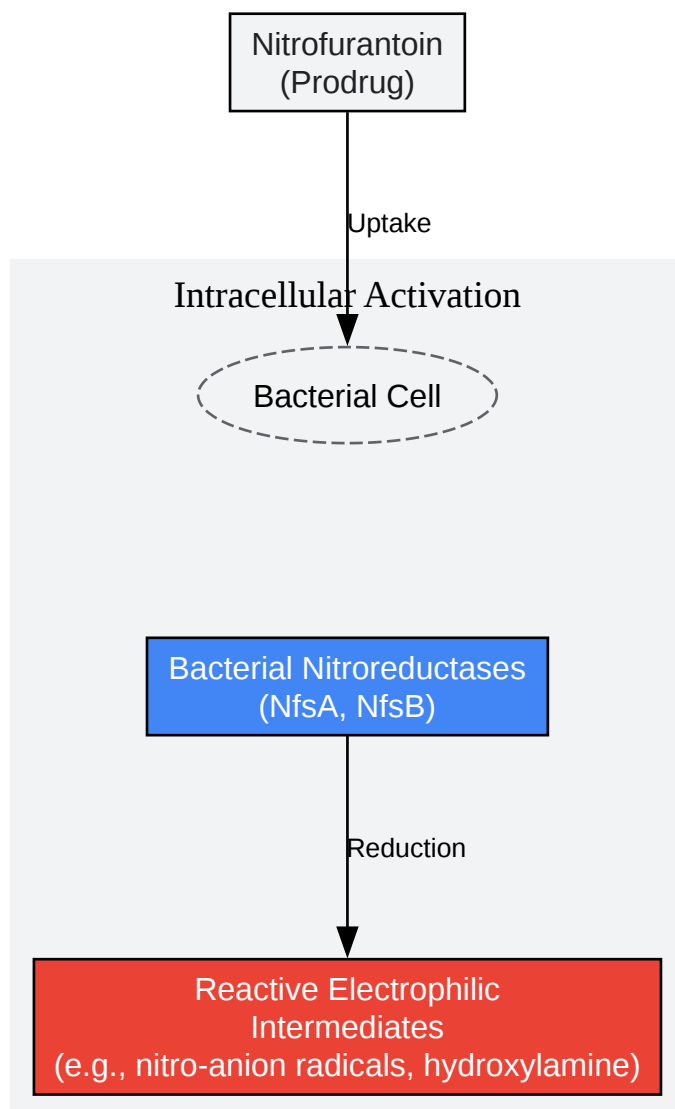 Nitrofurantoin
(Prodrug)
Uptake
Intracellular Activation
Bacterial Cell
Bacterial Nitroreductases
(NfsA, NfsB)
Reduction
Reactive Electrophilic
Intermediates
(e.g., nitro-anion radicals, hydroxylamine)